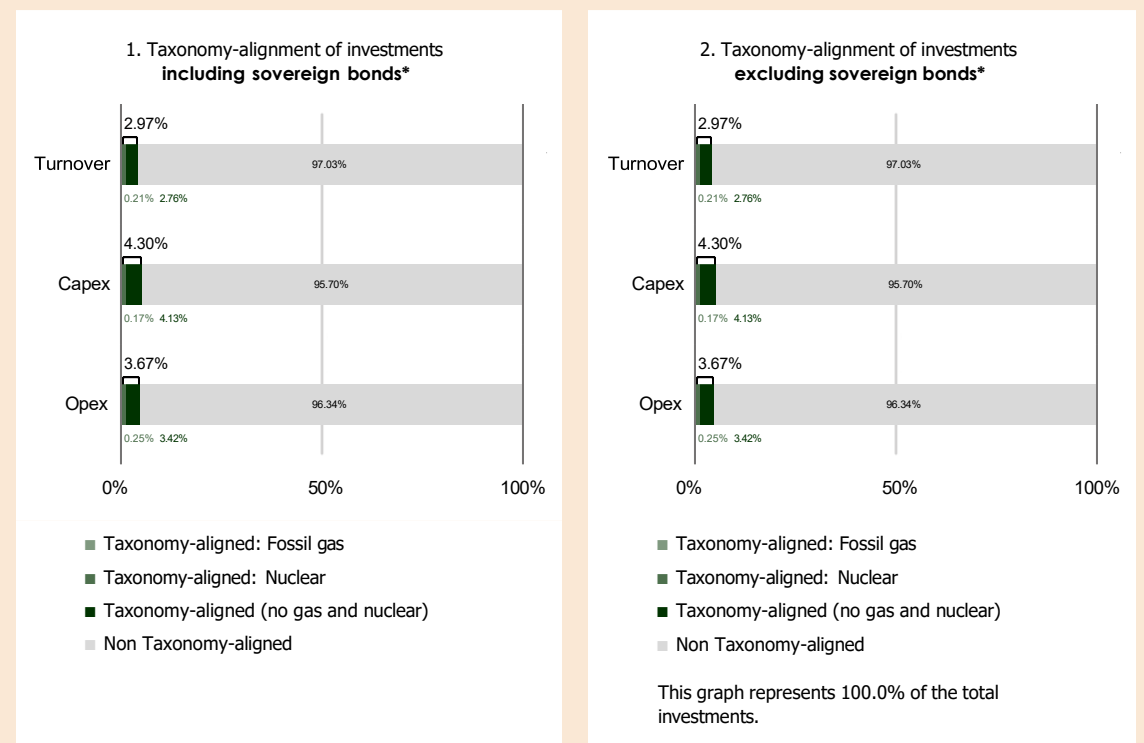 1. Taxonomy-alignment of investments
including sovereign bonds*
2.97%
Turnover
97.03%
0.21% 2.76%
4.30%
Capex
95.70%
0.17% 4.13%
3.67%
Opex
96.34%
0.25% 3.42%
0% 50% 100%
Taxonomy-aligned: Fossil gas
Taxonomy-aligned: Nuclear
Taxonomy-aligned (no gas and nuclear)
Non Taxonomy-aligned
2. Taxonomy-alignment of investments
excluding sovereign bonds*
2.97%
Turnover
97.03%
0.21% 2.76%
4.30%
Capex
95.70%
0.17% 4.13%
3.67%
Opex
96.34%
0.25% 3.42%
0% 50% 100%
Taxonomy-aligned: Fossil gas
Taxonomy-aligned: Nuclear
Taxonomy-aligned (no gas and nuclear)
Non Taxonomy-aligned
This graph represents 100.0% of the total
investments.